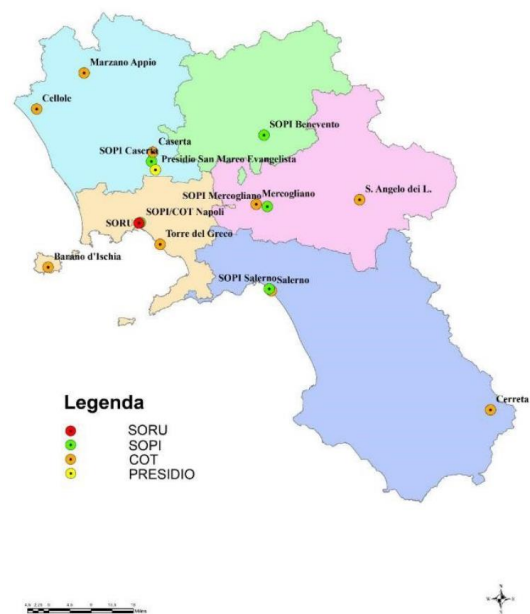 Marzano Appio
Cellole
Caserta
SOPI Caserta
SOPI Benevento
Presidio San Marco Evangelista
SOPI Mercogliano
Mercogliano
S. Angelo dei L.
SOPI/COT Napoli
SORU
Torre del Greco
Barano d'Ischia
SOPI Salerno
Salerno
Cerreta
Legenda
SORU
SOPI
COT
PRESIDIO
Miles